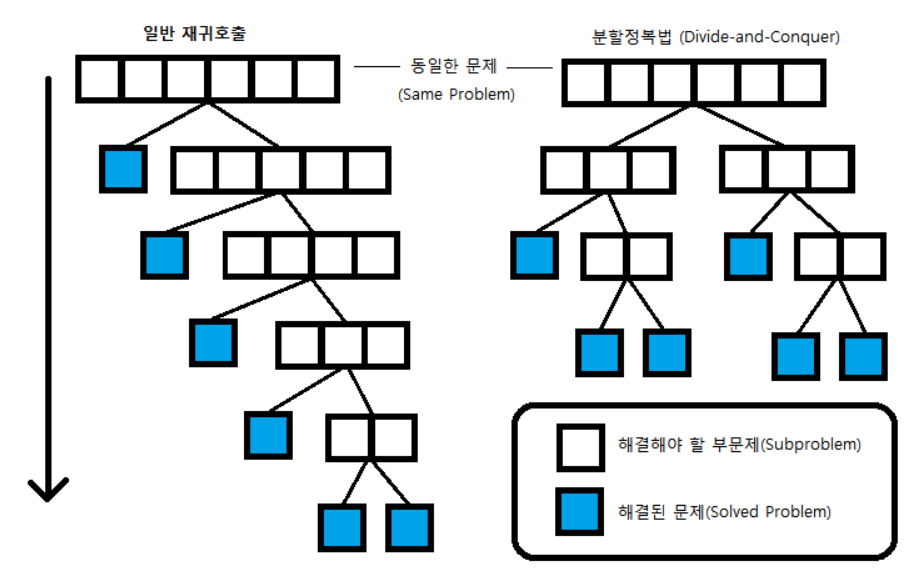 일반 재귀호출
분할정복법 (Divide-and-Conquer)
동일한 문제
(Same Problem)
해결해야 할 부문제(Subproblem)
해결된 문제(Solved Problem)